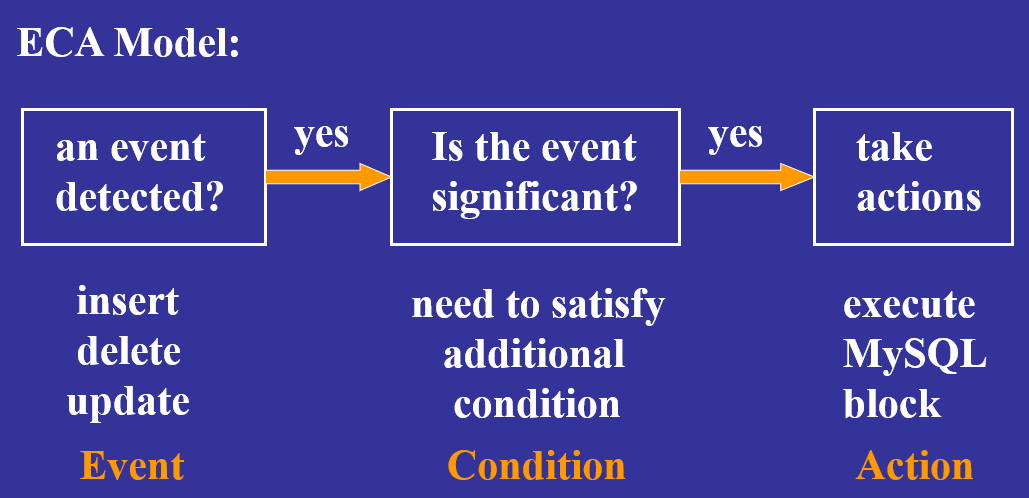 ECA Model:
an event
detected?
yes
Is the event
significant?
yes
take
actions
insert
delete
update
Event
need to satisfy
additional
condition
Condition
execute
MySQL
block
Action